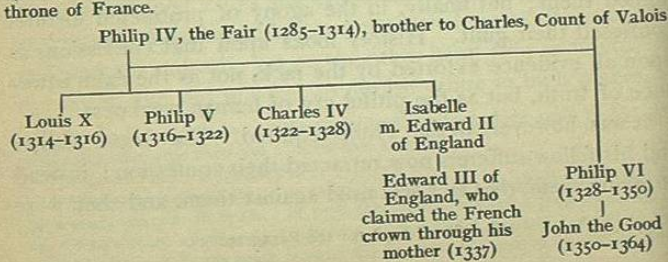 throne of France.
Philip IV, the Fair (1285–1314), brother to Charles, Count of Valois
Louis X
(1314–1316)
Philip V
(1316–1322)
Charles IV
(1322–1328)
Isabelle
m. Edward II
of England
Edward III of
England, who
claimed the French
crown through his
mother (1337)
Philip VI
(1328–1350)
John the Good
(1350–1364)